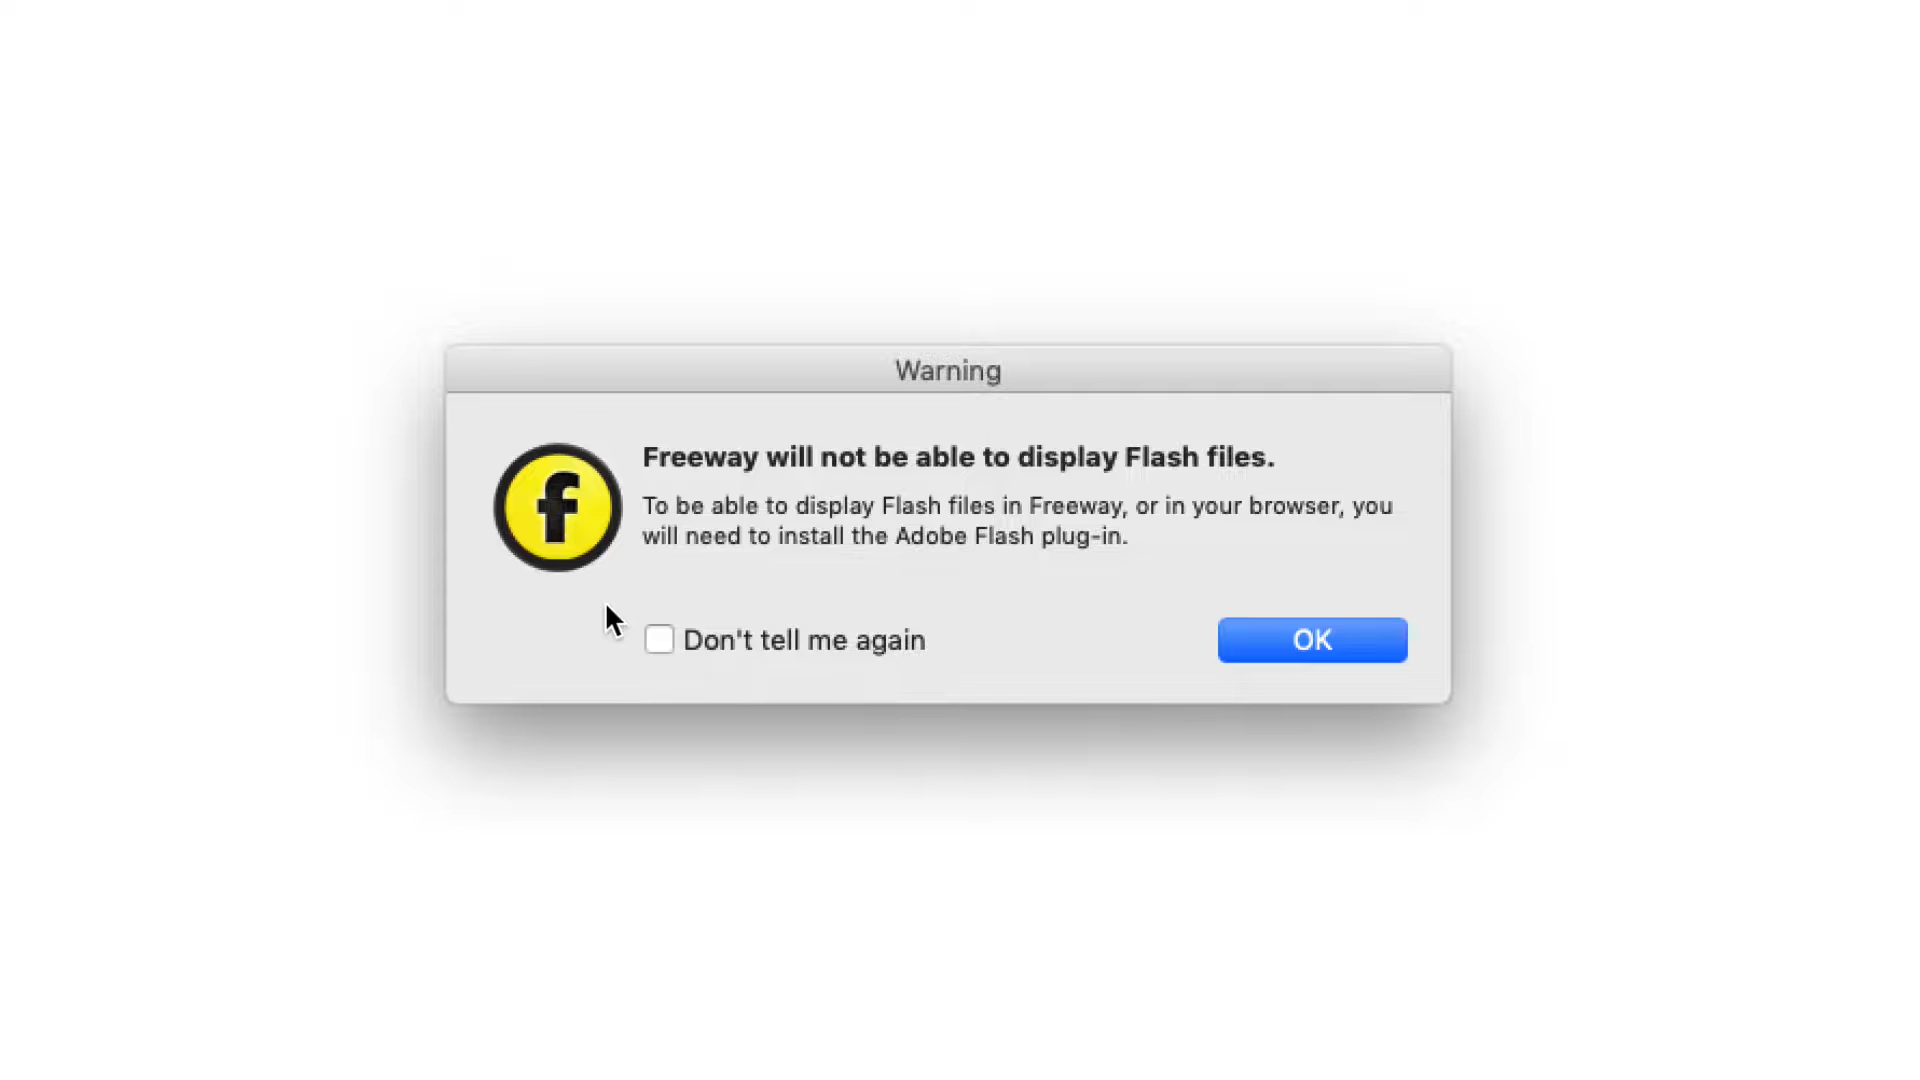 Warning
f
Freeway will not be able to display Flash files.
To be able to display Flash files in Freeway, or in your browser, you
will need to install the Adobe Flash plug-in.
Don't tell me again
OK